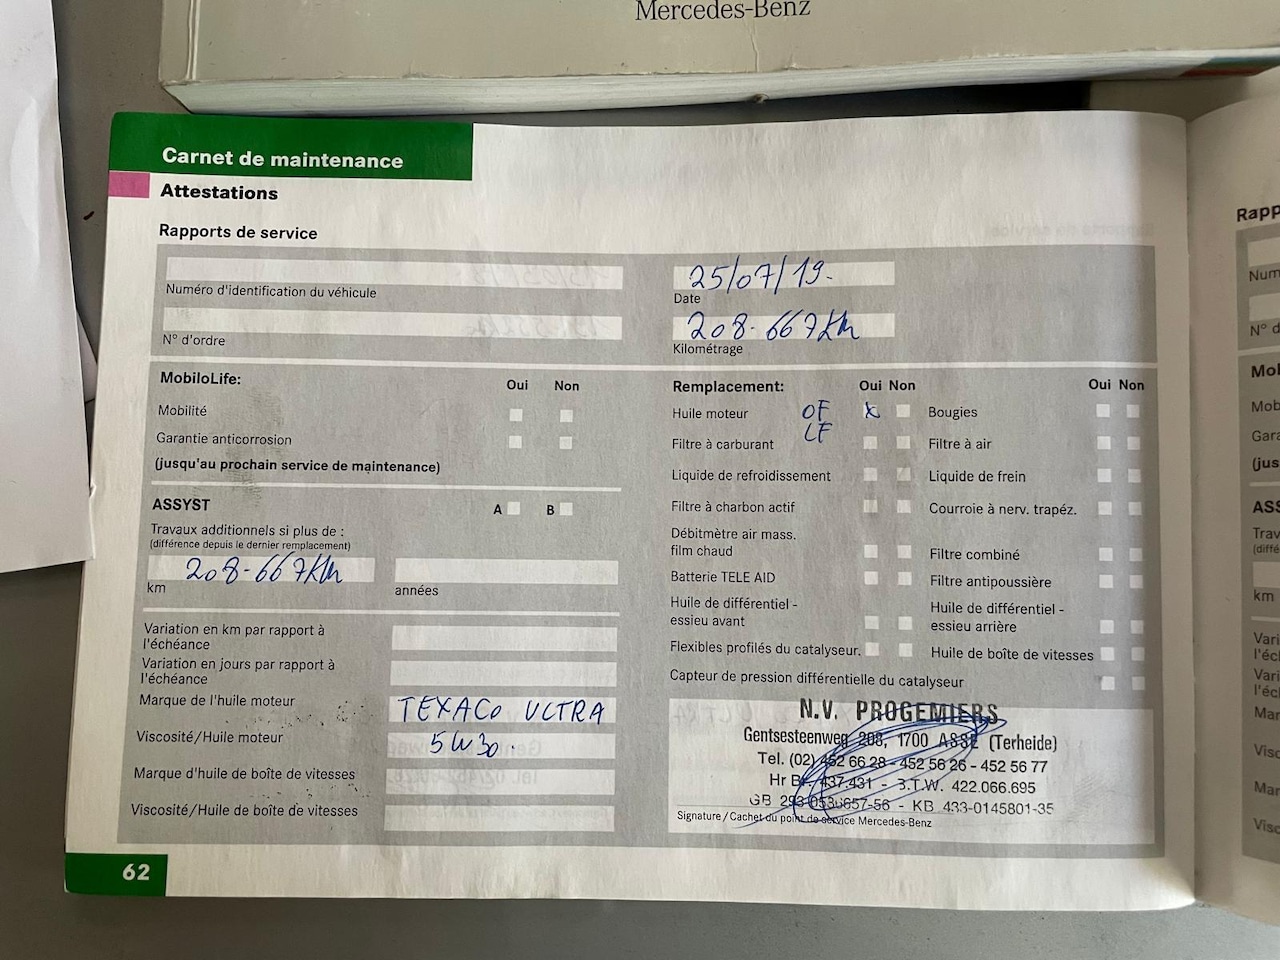 Mercedes-Benz
Carnet de maintenance
Attestations
Rapports de service
Numéro d'identification du véhicule
N° d'ordre
25/07/19.
Date
208.667km
Kilométrage
MobiloLife:
Oui Non
Mobilité
Garantie anticorrosion
(jusqu'au prochain service de maintenance)
ASSYST
A B
Travaux additionnels si plus de :
(différence depuis le dernier remplacement)
208.667km
km
années
Variation en km par rapport à
l'échéance
Variation en jours par rapport à
l'échéance
Marque de l'huile moteur
TEXACO ULTRA
Viscosité/Huile moteur
5W30.
Marque d'huile de boîte de vitesses
Viscosité/Huile de boîte de vitesses
Remplacement:
Oui Non
Oui Non
Huile moteur OF x
LF
Bougies
Filtre à carburant
Filtre à air
Liquide de refroidissement
Liquide de frein
Filtre à charbon actif
Courroie à nerv. trapéz.
Débitmètre air mass.
film chaud
Filtre combiné
Batterie TELE AID
Filtre antipoussière
Huile de différentiel -
essieu avant
Huile de différentiel -
essieu arrière
Flexibles profilés du catalyseur.
Huile de boîte de vitesses
Capteur de pression différentielle du catalyseur
N.V. PROGEMIERS
Gentsesteenweg 208, 1700 ASSE (Terheide)
Tel. (02) 452 66 28 - 452 56 26 - 452 56 77
Hr Br. 437.431 - B.T.W. 422.066.695
GB 293-0536657-56 - KB 433-0145801-35
Signature/Cachet du point de service Mercedes-Benz
62
Rapp
Num
N° d
Mob
Gara
(jus
ASS
Trav
(diffé
km
Vari
l'éch
Vari
l'éch
Mar
Visc
Mar
Visc